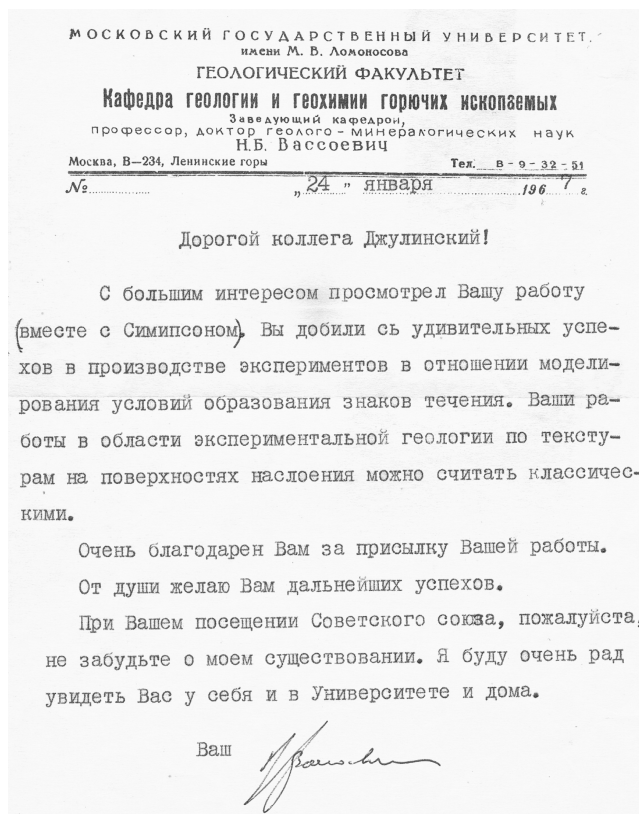 МОСКОВСКИЙ ГОСУДАРСТВЕННЫЙ УНИВЕРСИТЕТ.
имени М. В. Ломоносова
ГЕОЛОГИЧЕСКИЙ ФАКУЛЬТЕТ
Кафедра геологии и геохимии горючих ископаемых
Заведующий кафедрой,
профессор, доктор геолого-минералогических наук
Н.Б. Вассоевич
Москва, В—234, Ленинские горы Тел. В-9-32-51
№ „24" января 1967 г.
Дорогой коллега Джулинский!
С большим интересом просмотрел Вашу работу
(вместе с Симипсоном). Вы добили сь удивительных успе-
хов в производстве экспериментов в отношении модели-
рования условий образования знаков течения. Ваши ра-
боты в области экспериментальной геологии по тексту-
рам на поверхностях наслоения можно считать классичес-
кими.
Очень благодарен Вам за присылку Вашей работы.
От души желаю Вам дальнейших успехов.
При Вашем посещении Советского союза, пожалуйста,
не забудьте о моем существовании. Я буду очень рад
увидеть Вас у себя и в Университете и дома.
Ваш